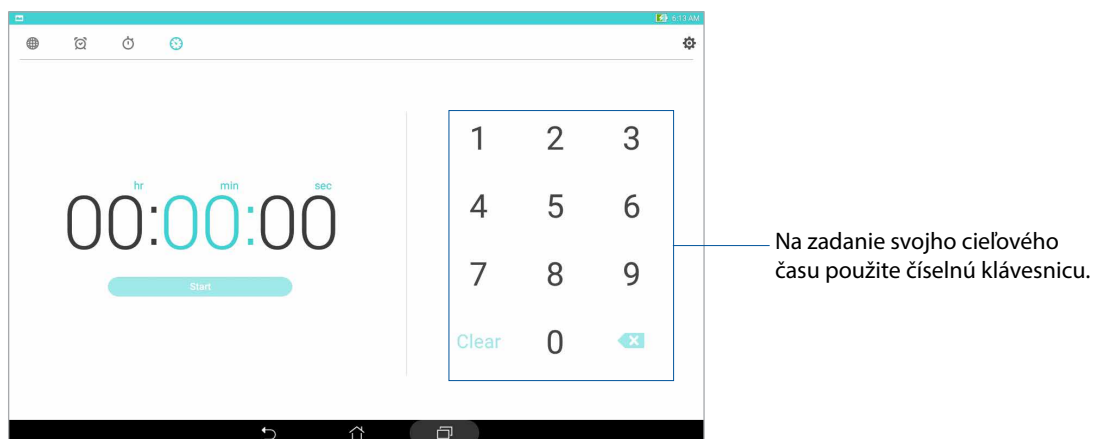 6:13 AM
hr min sec
00:00:00
Start
1 2 3
4 5 6
7 8 9
Clear 0
Na zadanie svojho cieľového
času použite číselnú klávesnicu.